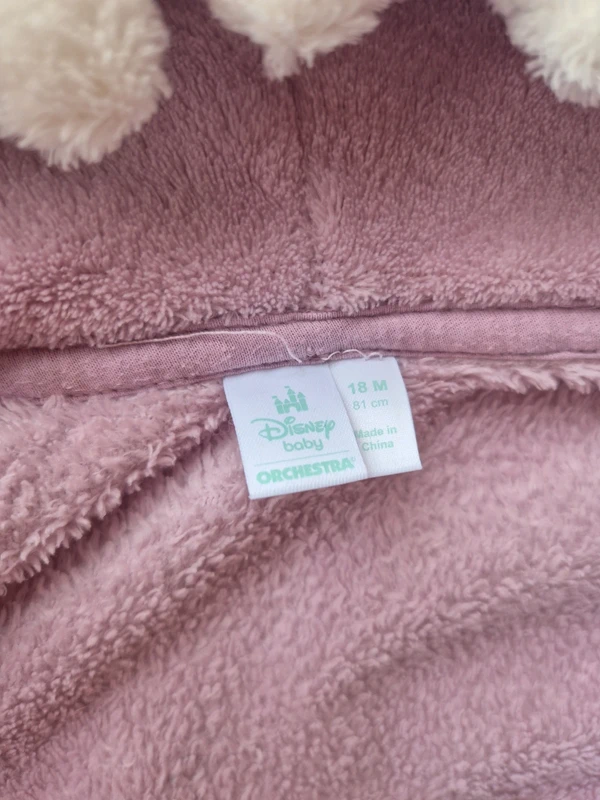 Disney
baby
ORCHESTRA®
18 M
81 cm
Made in
China